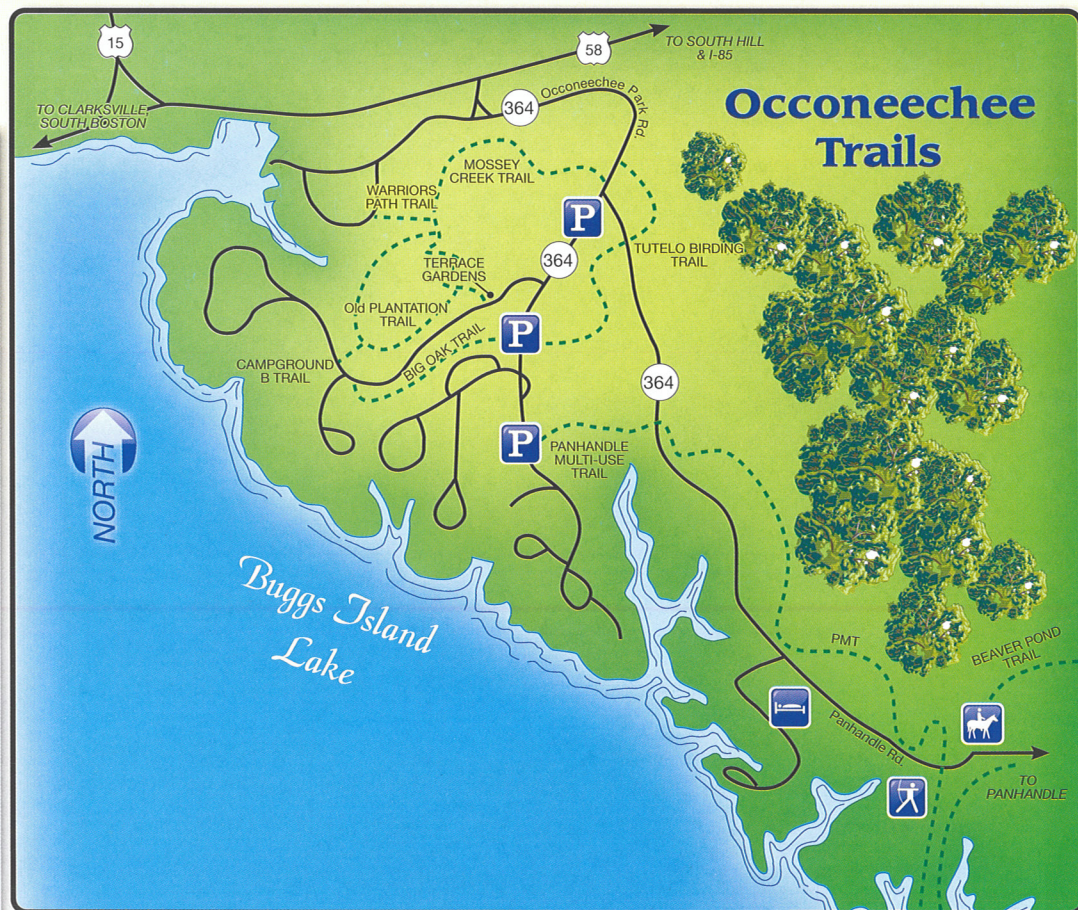 15
58
TO SOUTH HILL
& I-85
TO CLARKSVILLE,
SOUTH BOSTON
364
Occoneechee Park Rd.
Occoneechee
Trails
MOSSEY
CREEK TRAIL
WARRIORS
PATH TRAIL
P
TUTELO BIRDING
TRAIL
364
TERRACE
GARDENS
Old PLANTATION
TRAIL
P
BIG OAK TRAIL
CAMPGROUND
B TRAIL
364
P
PANHANDLE
MULTI-USE
TRAIL
NORTH
Buggs Island
Lake
PMT
BEAVER POND
TRAIL
Panhandle Rd.
TO
PANHANDLE